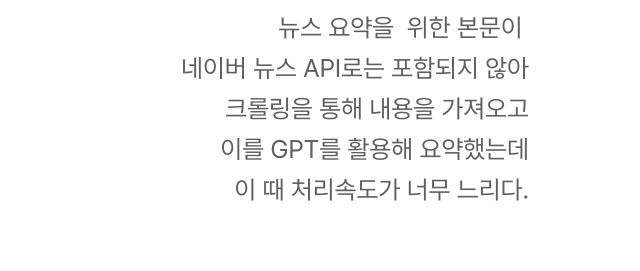 뉴스 요약을  위한 본문이
네이버 뉴스 API로는 포함되지 않아
크롤링을 통해 내용을 가져오고
이를 GPT를 활용해 요약했는데
이 때 처리속도가 너무 느리다.